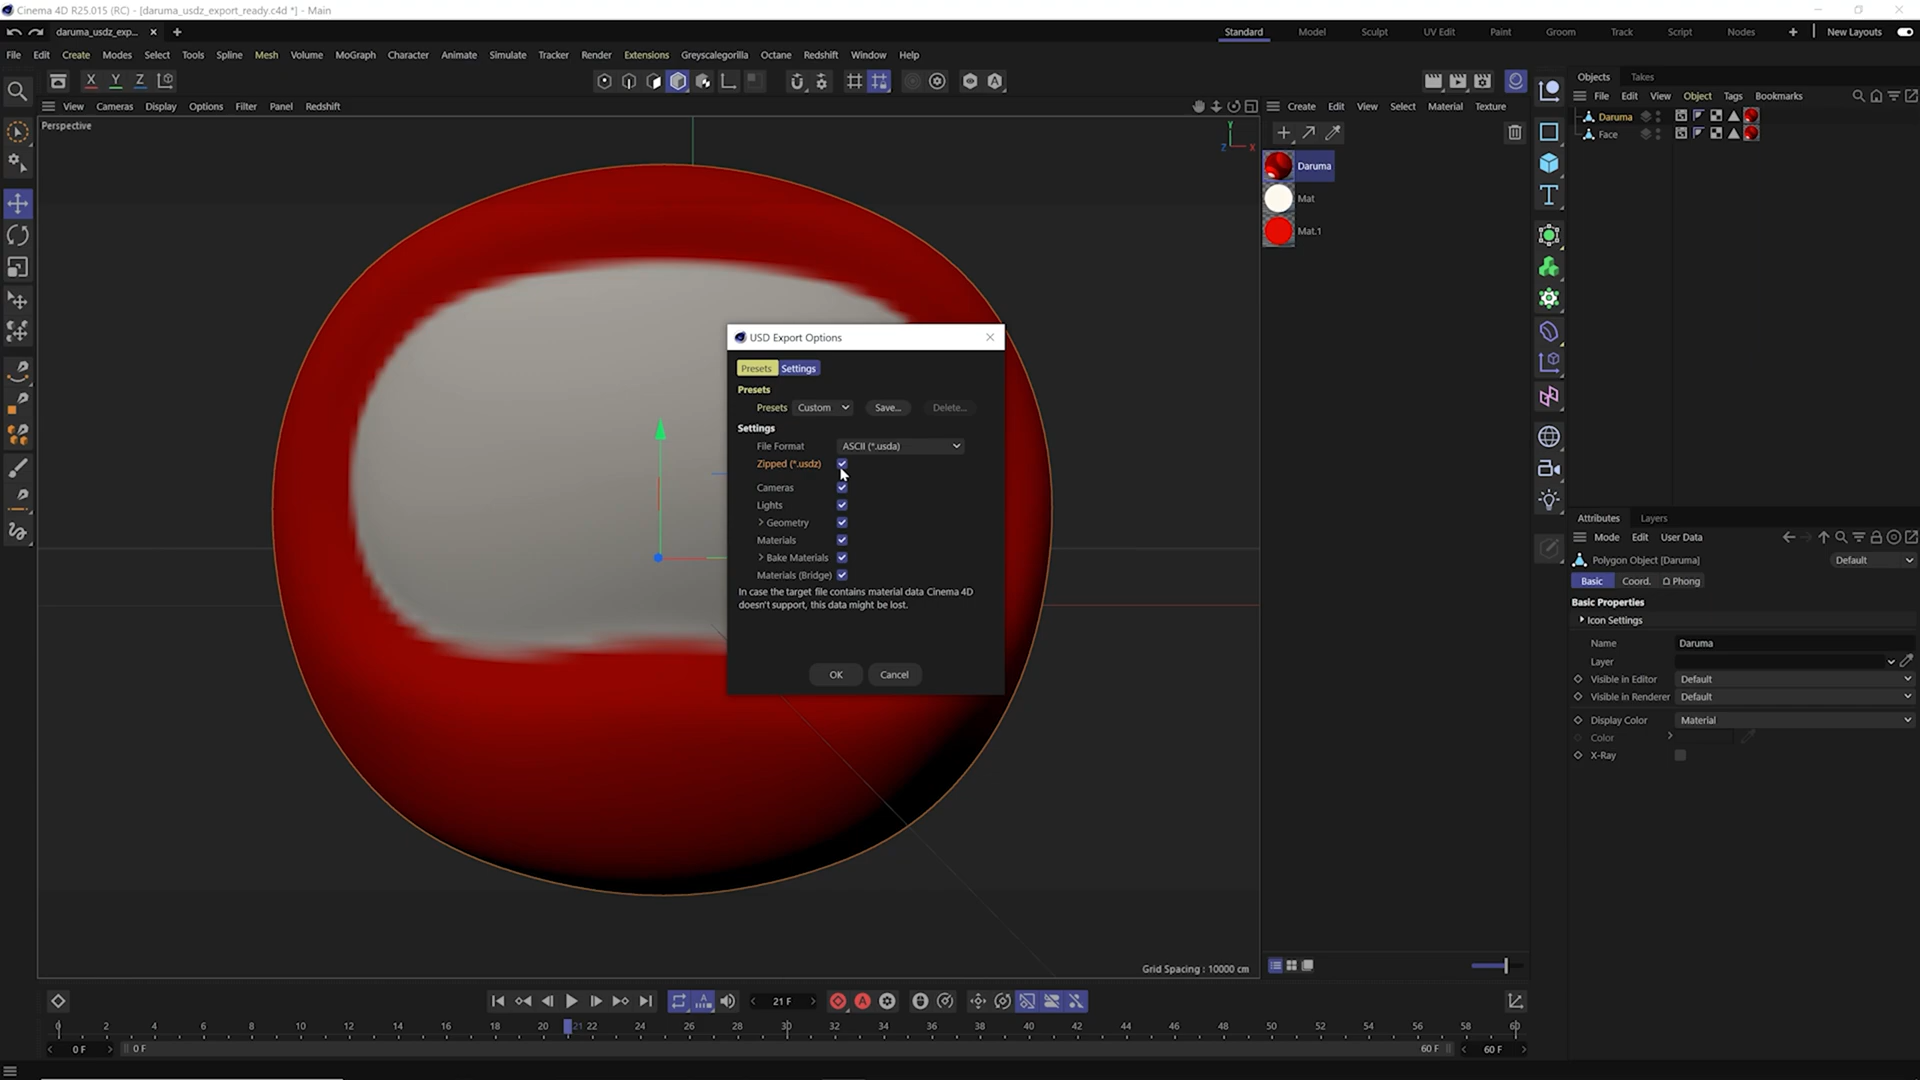 Cinema 4D R25.015 (RC) - [daruma_usdz_export_ready.c4d *] - Main
daruma_usdz_exp... × +
Standard Model Sculpt UV Edit Paint Groom Track Script Nodes + New Layouts
File Edit Create Modes Select Tools Spline Mesh Volume MoGraph Character Animate Simulate Tracker Render Extensions Greyscalegorilla Octane Redshift Window Help
X Y Z
Objects Takes
File Edit View Object Tags Bookmarks
View Cameras Display Options Filter Panel Redshift
Create Edit View Select Material Texture
Perspective
Y
Z X
Daruma
Face
Daruma
Mat
Mat.1
USD Export Options
Presets Settings
Presets
Presets Custom Save... Delete...
Settings
File Format ASCII (*.usda)
Zipped (*.usdz)
Cameras
Lights
> Geometry
Materials
> Bake Materials
Materials (Bridge)
In case the target file contains material data Cinema 4D
doesn't support, this data might be lost.
OK Cancel
Attributes Layers
Mode Edit User Data
Polygon Object [Daruma] Default
Basic Coord. Phong
Basic Properties
Icon Settings
Name Daruma
Layer
Visible in Editor Default
Visible in Renderer Default
Display Color Material
Color
X-Ray
Grid Spacing : 10000 cm
21 F
0 2 4 6 8 10 12 14 16 18 20 21 22 24 26 28 30 32 34 36 38 40 42 44 46 48 50 52 54 56 58 60
0 F 0 F 60 F 60 F